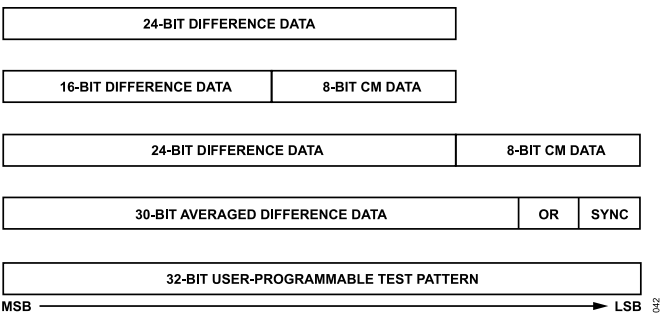 24-BIT DIFFERENCE DATA
16-BIT DIFFERENCE DATA 8-BIT CM DATA
24-BIT DIFFERENCE DATA 8-BIT CM DATA
30-BIT AVERAGED DIFFERENCE DATA OR SYNC
32-BIT USER-PROGRAMMABLE TEST PATTERN
MSB LSB
042